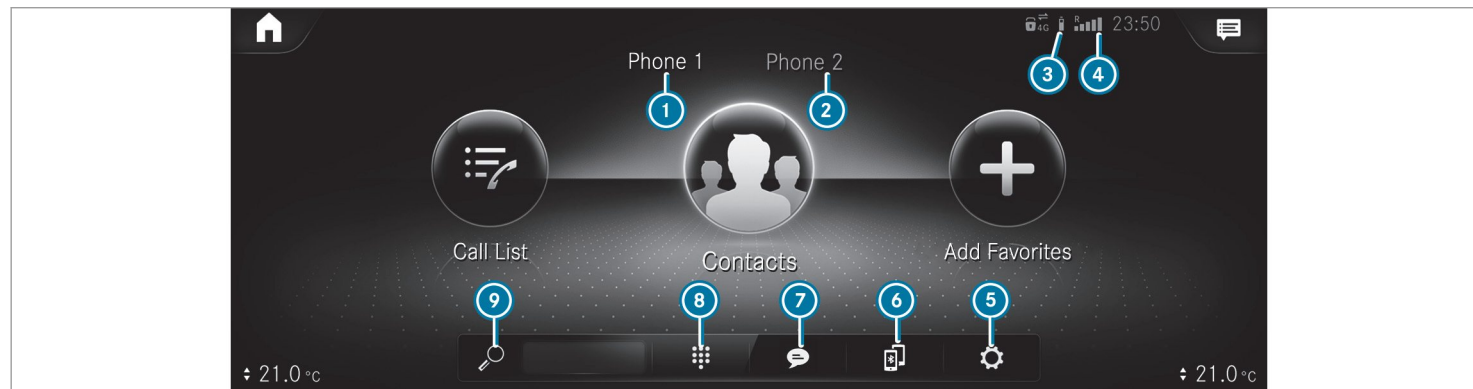 4G R 23:50
Phone 1 Phone 2
3 4
1 2
Call List Contacts Add Favorites
9 8 7 6 5
21.0 °C 21.0 °C